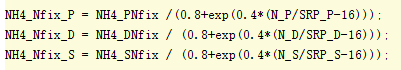 NH4_Nfix_P = NH4_PNfix /(0.8+exp(0.4*(N_P/SRP_P-16)));
NH4_Nfix_D = NH4_DNfix / (0.8+exp(0.4*(N_D/SRP_D-16)));
NH4_Nfix_S = NH4_SNfix / (0.8+exp(0.4*(N_S/SRP_S-16)));